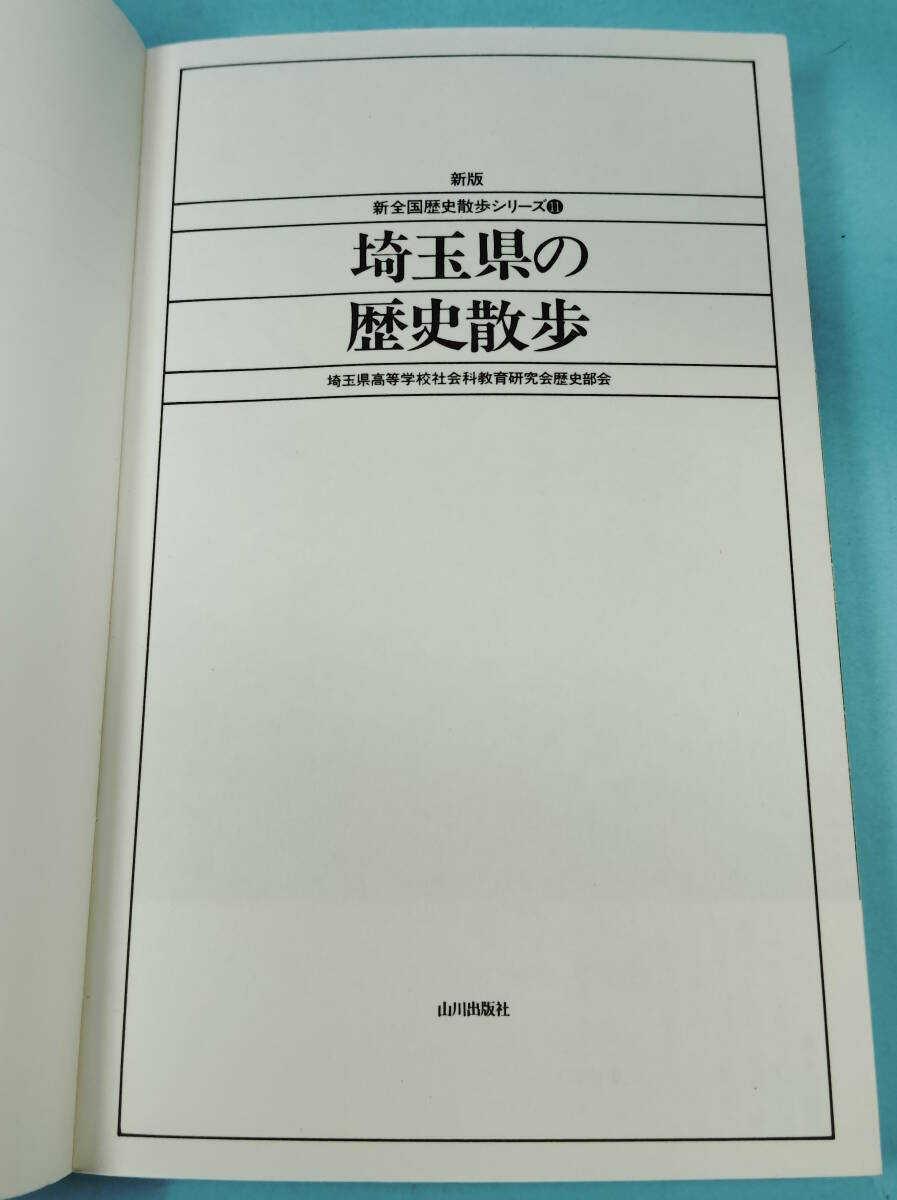 新版
新全国歴史散歩シリーズ⓫
埼玉県の
歴史散歩
埼玉県高等学校社会科教育研究会歴史部会
山川出版社